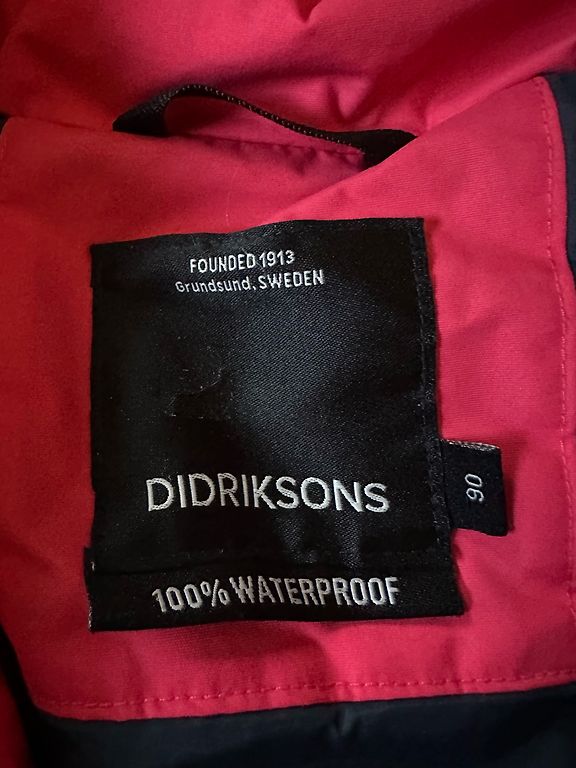 FOUNDED 1913
Grundsund, SWEDEN
DIDRIKSONS
90
100% WATERPROOF